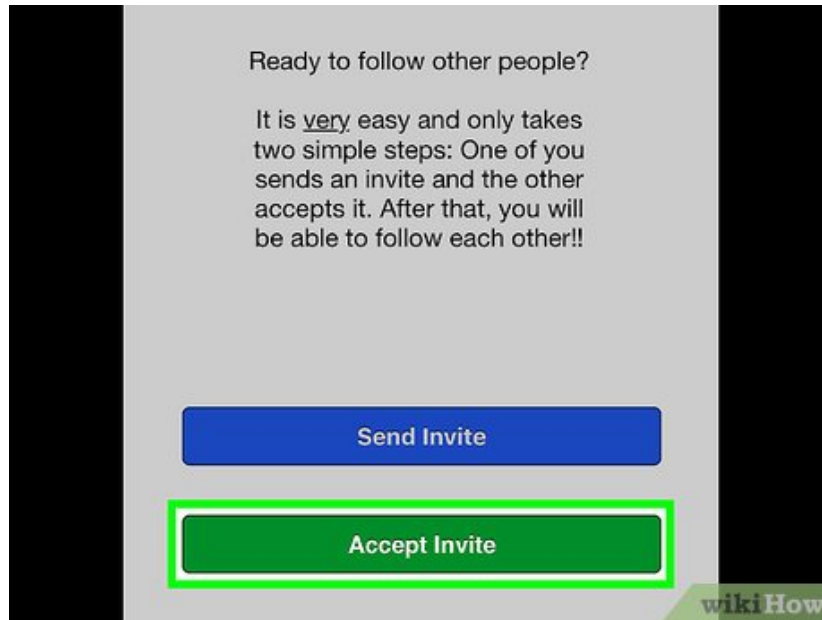 Ready to follow other people?
It is very easy and only takes
two simple steps: One of you
sends an invite and the other
accepts it. After that, you will
be able to follow each other!!
Send Invite
Accept Invite
wikiHow